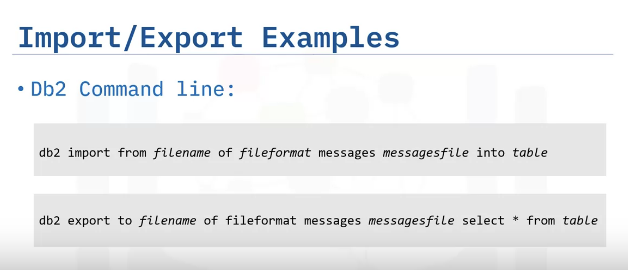 Import/Export Examples
• Db2 Command line:
db2 import from filename of fileformat messages messagesfile into table
db2 export to filename of fileformat messages messagesfile select * from table